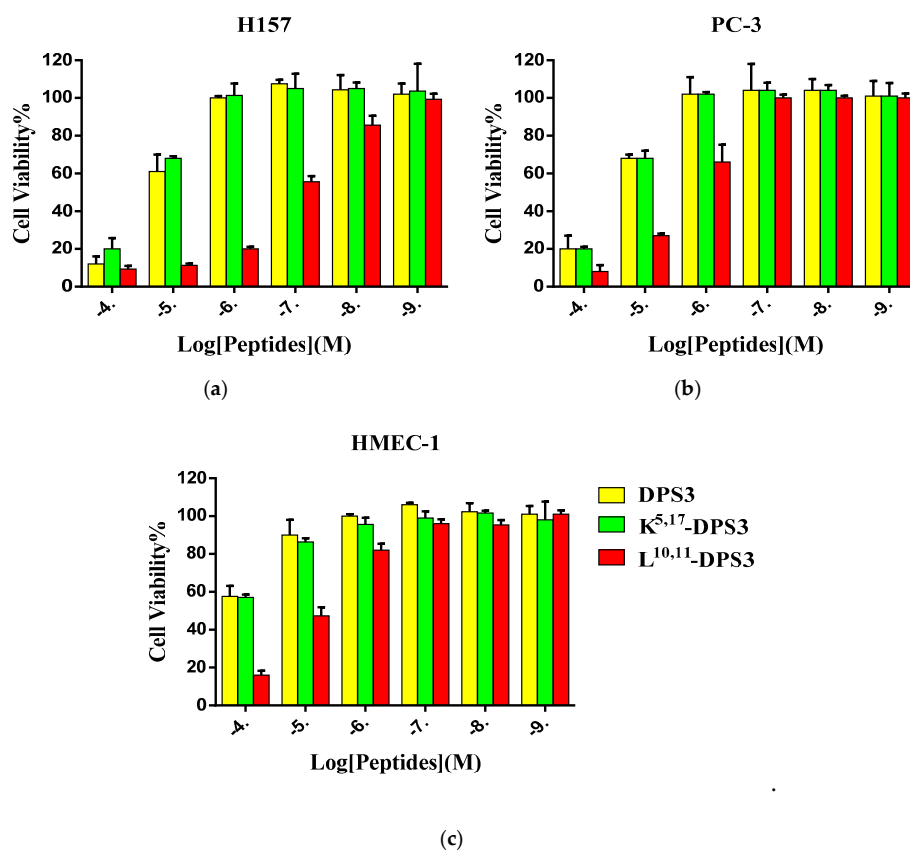 H157
120
100
80
60
40
20
0
Cell Viability%
-4. -5. -6. -7. -8. -9.
Log[Peptides](M)
(a)
PC-3
120
100
80
60
40
20
0
Cell Viability%
-4. -5. -6. -7. -8. -9.
Log[Peptides](M)
(b)
HMEC-1
120
100
80
60
40
20
0
Cell Viability%
-4. -5. -6. -7. -8. -9.
Log[Peptides](M)
DPS3
K5,17-DPS3
L10,11-DPS3
.
(c)